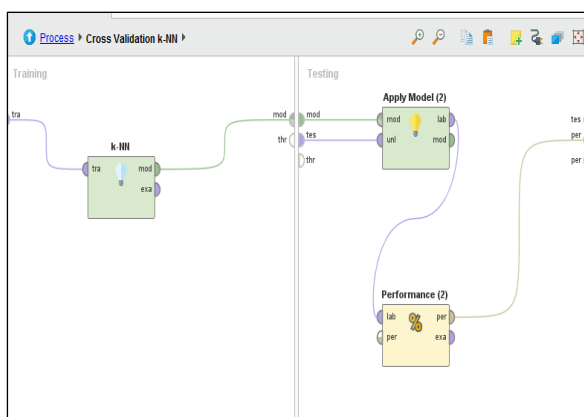 Process ▸ Cross Validation k-NN ▸
Training
tra
k-NN
tra
mod
exa
mod
thr
Testing
mod
tes
thr
Apply Model (2)
mod
lab
unl
mod
Performance (2)
lab
per
per
exa
%
tes
per
per